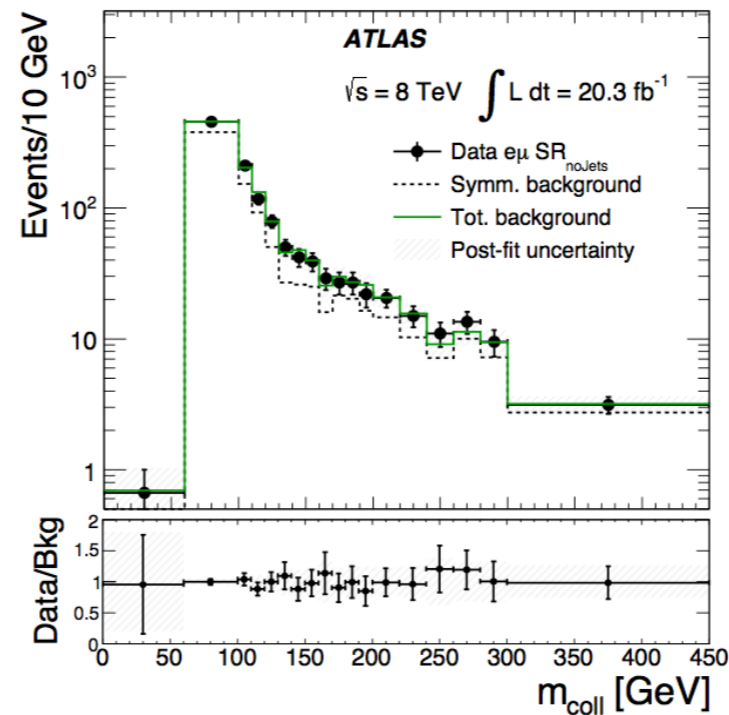 ATLAS
√s = 8 TeV ∫ L dt = 20.3 fb⁻¹
Data eμ SR_noJets
Symm. background
Tot. background
Post-fit uncertainty
Events/10 GeV
10³
10²
10
1
Data/Bkg
2
1.5
1
0.5
0
0 50 100 150 200 250 300 350 400 450
m_coll [GeV]